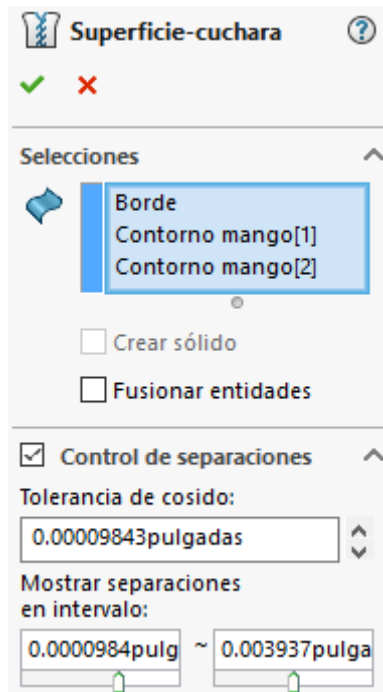 Superficie-cuchara
Selecciones
Borde
Contorno mango[1]
Contorno mango[2]
Crear sólido
Fusionar entidades
Control de separaciones
Tolerancia de cosido:
0.00009843pulgadas
Mostrar separaciones
en intervalo:
0.0000984pulg ~ 0.003937pulga